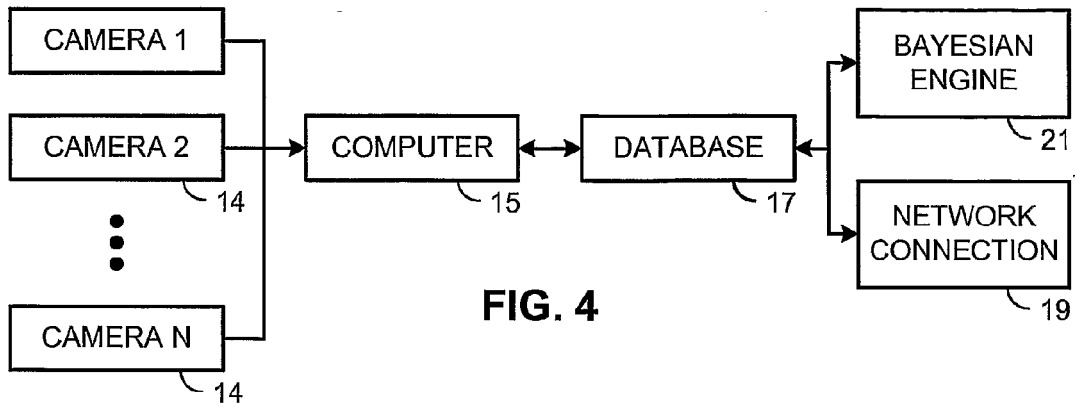 CAMERA 1
CAMERA 2
14
CAMERA N
14
COMPUTER
15
DATABASE
17
BAYESIAN
ENGINE
21
NETWORK
CONNECTION
19
FIG. 4